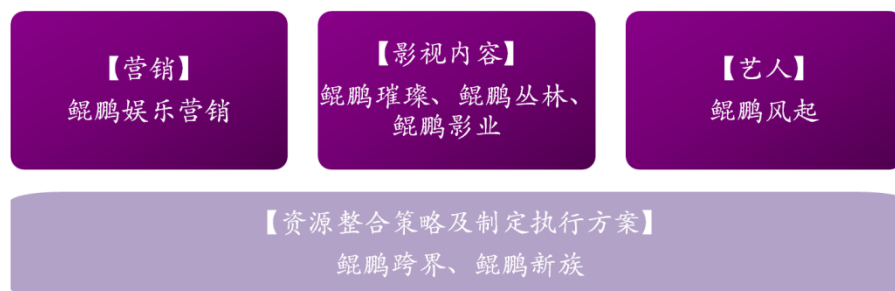 【营销】
鲲鹏娱乐营销
【影视内容】
鲲鹏璀璨、鲲鹏丛林、
鲲鹏影业
【艺人】
鲲鹏风起
【资源整合策略及制定执行方案】
鲲鹏跨界、鲲鹏新族